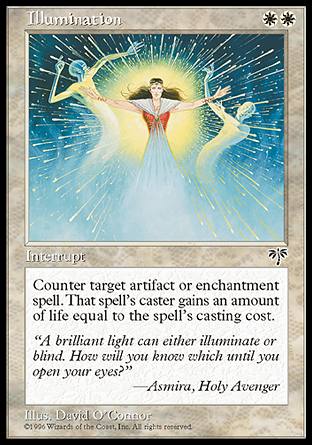 Illumination
Interrupt
Counter target artifact or enchantment
spell. That spell's caster gains an amount
of life equal to the spell's casting cost.
"A brilliant light can either illuminate or
blind. How will you know which until you
open your eyes?"
—Asmira, Holy Avenger
Illus. David O'Connor
©1996 Wizards of the Coast, Inc. All rights reserved.